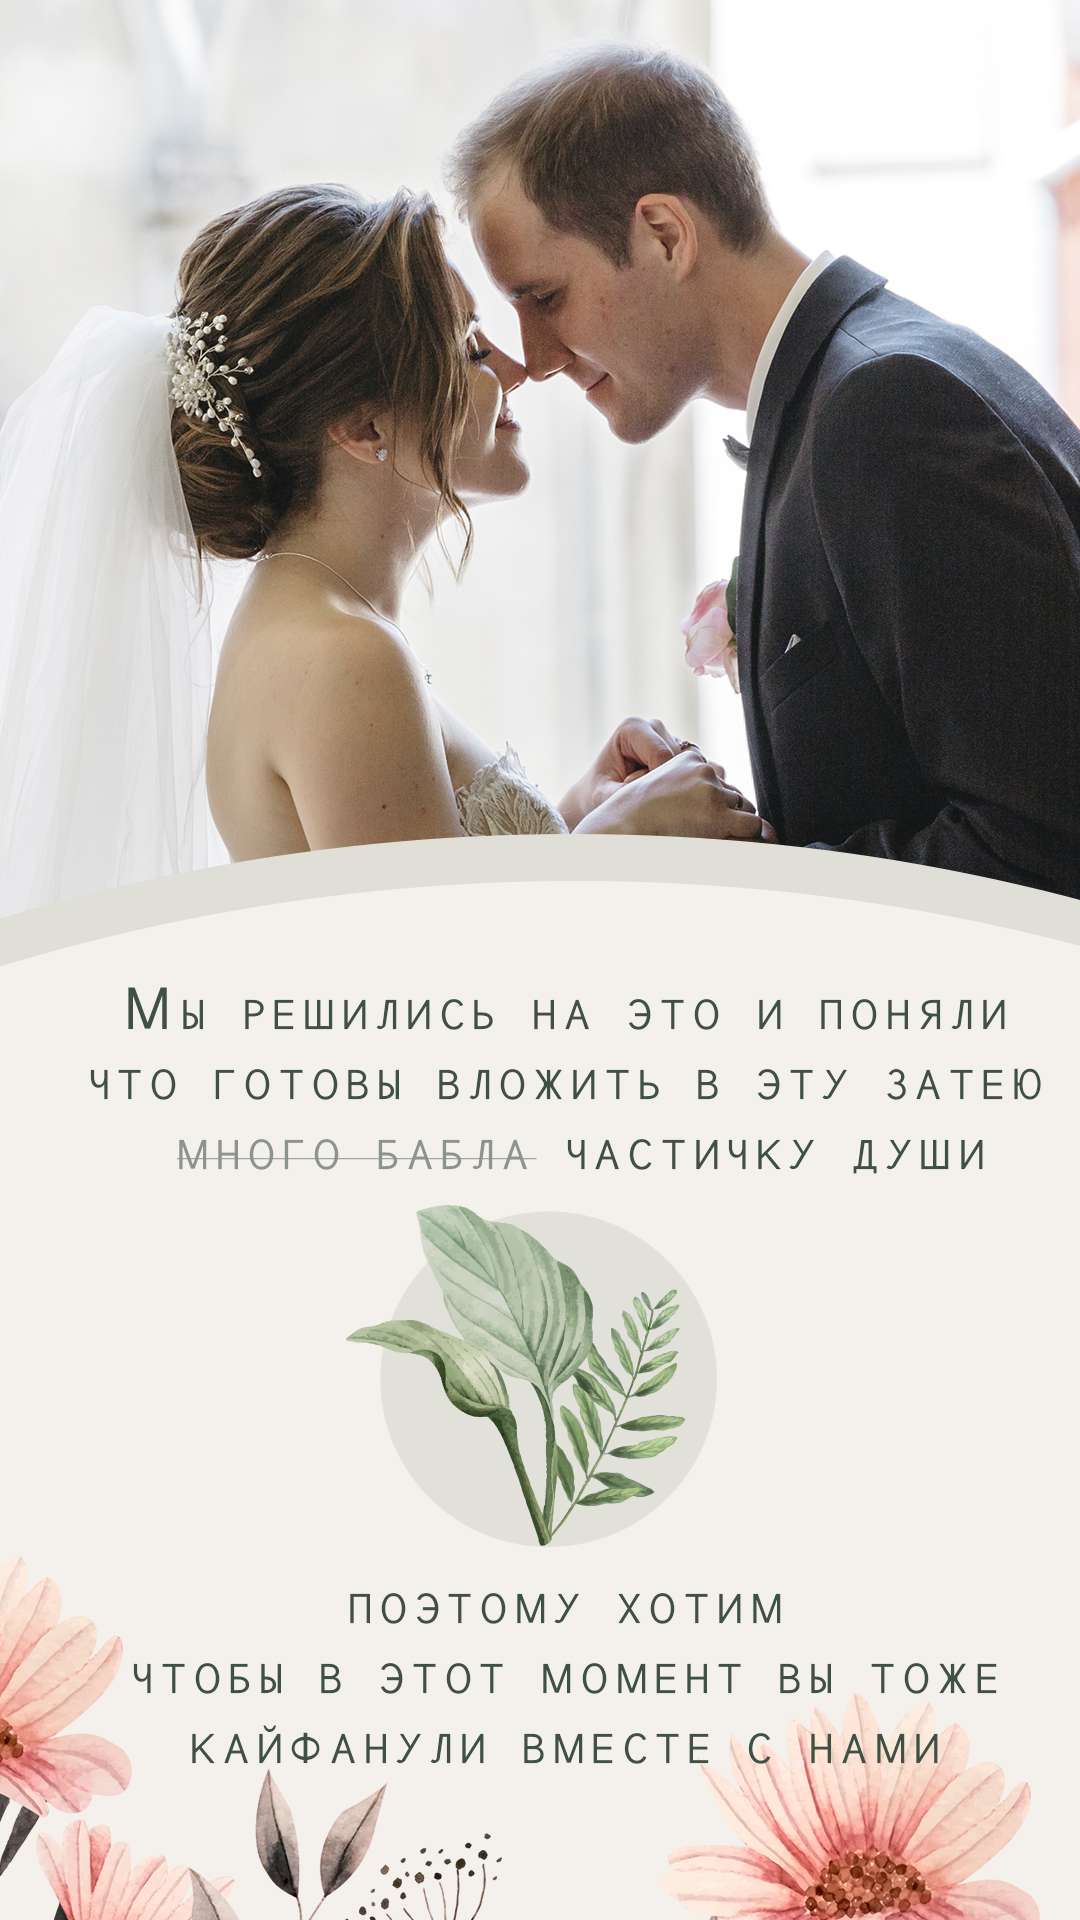 Мы решились на это и поняли
что готовы вложить в эту затею
много бабла частичку души
поэтому хотим
чтобы в этот момент вы тоже
кайфанули вместе с нами